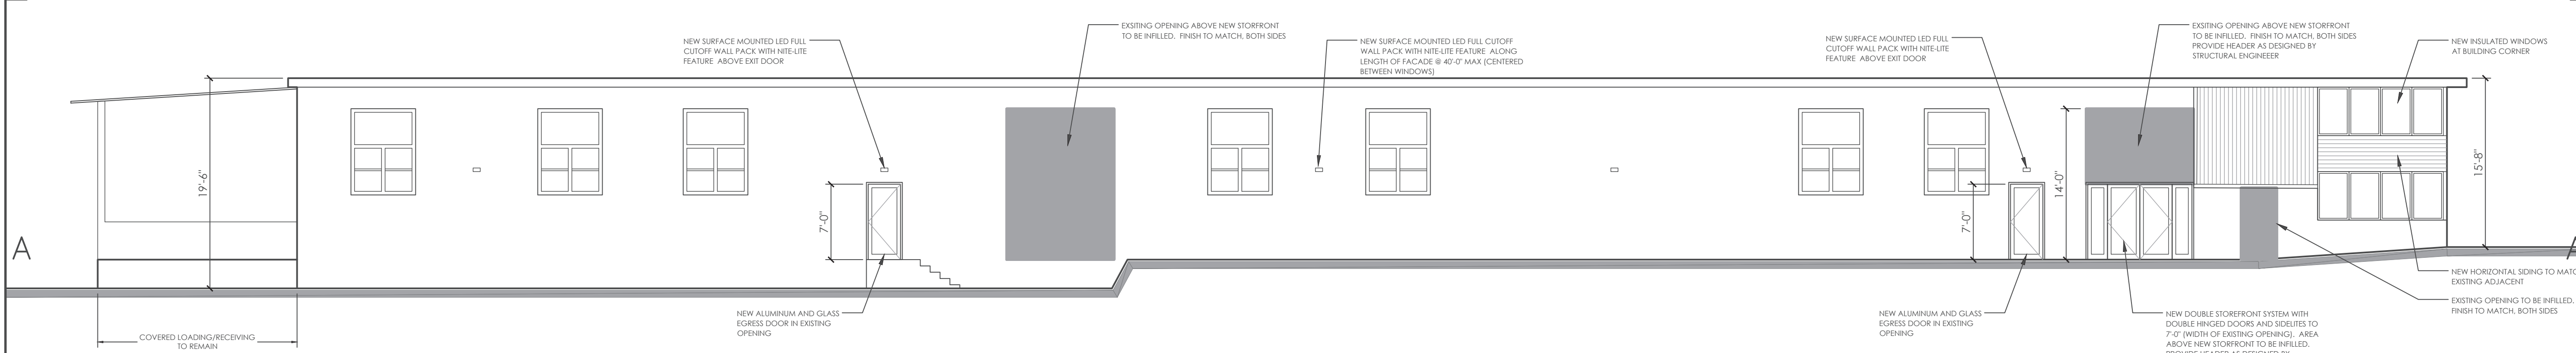 EXSITING OPENING ABOVE NEW STORFRONT
TO BE INFILLED.  FINISH TO MATCH, BOTH SIDES
NEW SURFACE MOUNTED LED FULL
CUTOFF WALL PACK WITH NITE-LITE
FEATURE  ABOVE EXIT DOOR
NEW SURFACE MOUNTED LED FULL CUTOFF
WALL PACK WITH NITE-LITE FEATURE  ALONG
LENGTH OF FACADE @ 40'-0" MAX (CENTERED
BETWEEN WINDOWS)
NEW SURFACE MOUNTED LED FULL
CUTOFF WALL PACK WITH NITE-LITE
FEATURE  ABOVE EXIT DOOR
EXSITING OPENING ABOVE NEW STORFRONT
TO BE INFILLED.  FINISH TO MATCH, BOTH SIDES
PROVIDE HEADER AS DESIGNED BY
STRUCTURAL ENGINEEER
NEW INSULATED WINDOWS
AT BUILDING CORNER
19'-6"
7'-0"
7'-0"
14'-0"
15'-8"
A
NEW HORIZONTAL SIDING TO MATC
EXISTING ADJACENT
EXISTING OPENING TO BE INFILLED.
FINISH TO MATCH, BOTH SIDES
NEW ALUMINUM AND GLASS
EGRESS DOOR IN EXISTING
OPENING
NEW ALUMINUM AND GLASS
EGRESS DOOR IN EXISTING
OPENING
NEW DOUBLE STOREFRONT SYSTEM WITH
DOUBLE HINGED DOORS AND SIDELITES TO
7'-0" (WIDTH OF EXISTING OPENING).  AREA
ABOVE NEW STORFRONT TO BE INFILLED.
PROVIDE HEADER AS DESIGNED BY
COVERED LOADING/RECEIVING
TO REMAIN